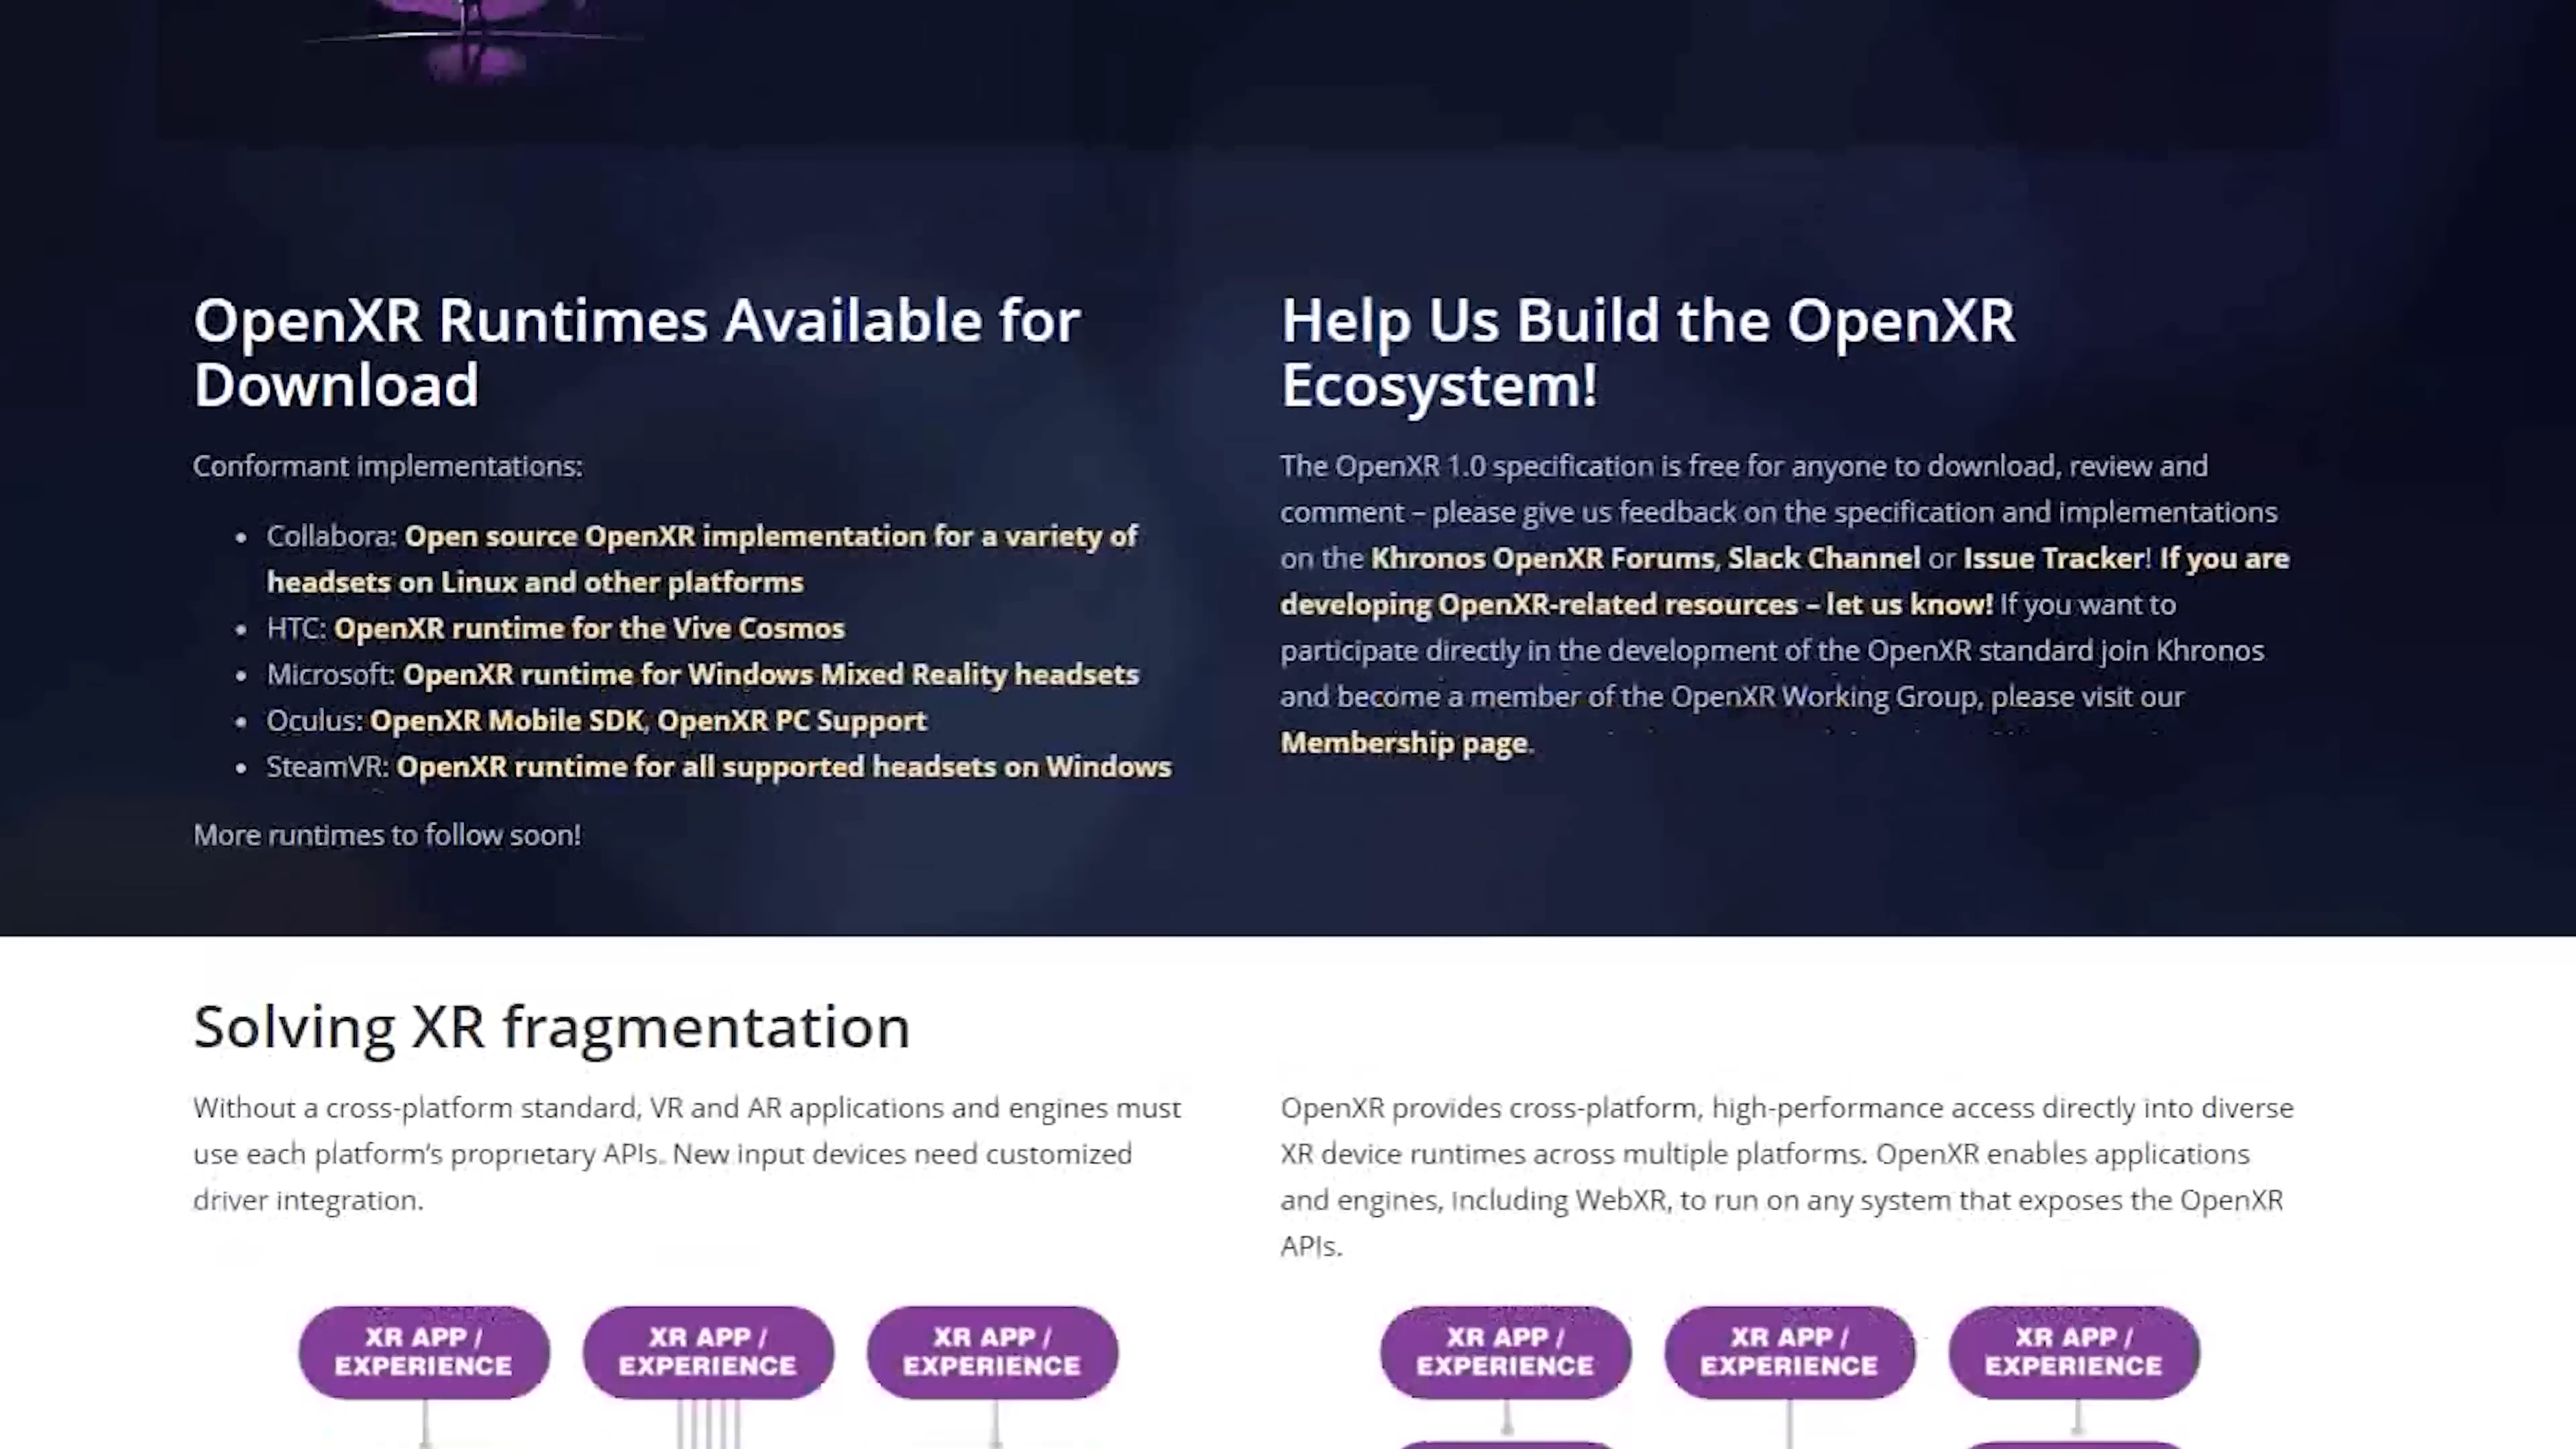 OpenXR Runtimes Available for
Download
Conformant implementations:
• Collabora: Open source OpenXR implementation for a variety of
headsets on Linux and other platforms
• HTC: OpenXR runtime for the Vive Cosmos
• Microsoft: OpenXR runtime for Windows Mixed Reality headsets
• Oculus: OpenXR Mobile SDK, OpenXR PC Support
• SteamVR: OpenXR runtime for all supported headsets on Windows
More runtimes to follow soon!
Help Us Build the OpenXR
Ecosystem!
The OpenXR 1.0 specification is free for anyone to download, review and
comment – please give us feedback on the specification and implementations
on the Khronos OpenXR Forums, Slack Channel or Issue Tracker! If you are
developing OpenXR-related resources – let us know! If you want to
participate directly in the development of the OpenXR standard join Khronos
and become a member of the OpenXR Working Group, please visit our
Membership page.
Solving XR fragmentation
Without a cross-platform standard, VR and AR applications and engines must
use each platform's proprietary APIs. New input devices need customized
driver integration.
OpenXR provides cross-platform, high-performance access directly into diverse
XR device runtimes across multiple platforms. OpenXR enables applications
and engines, including WebXR, to run on any system that exposes the OpenXR
APIs.
XR APP /
EXPERIENCE
XR APP /
EXPERIENCE
XR APP /
EXPERIENCE
XR APP /
EXPERIENCE
XR APP /
EXPERIENCE
XR APP /
EXPERIENCE